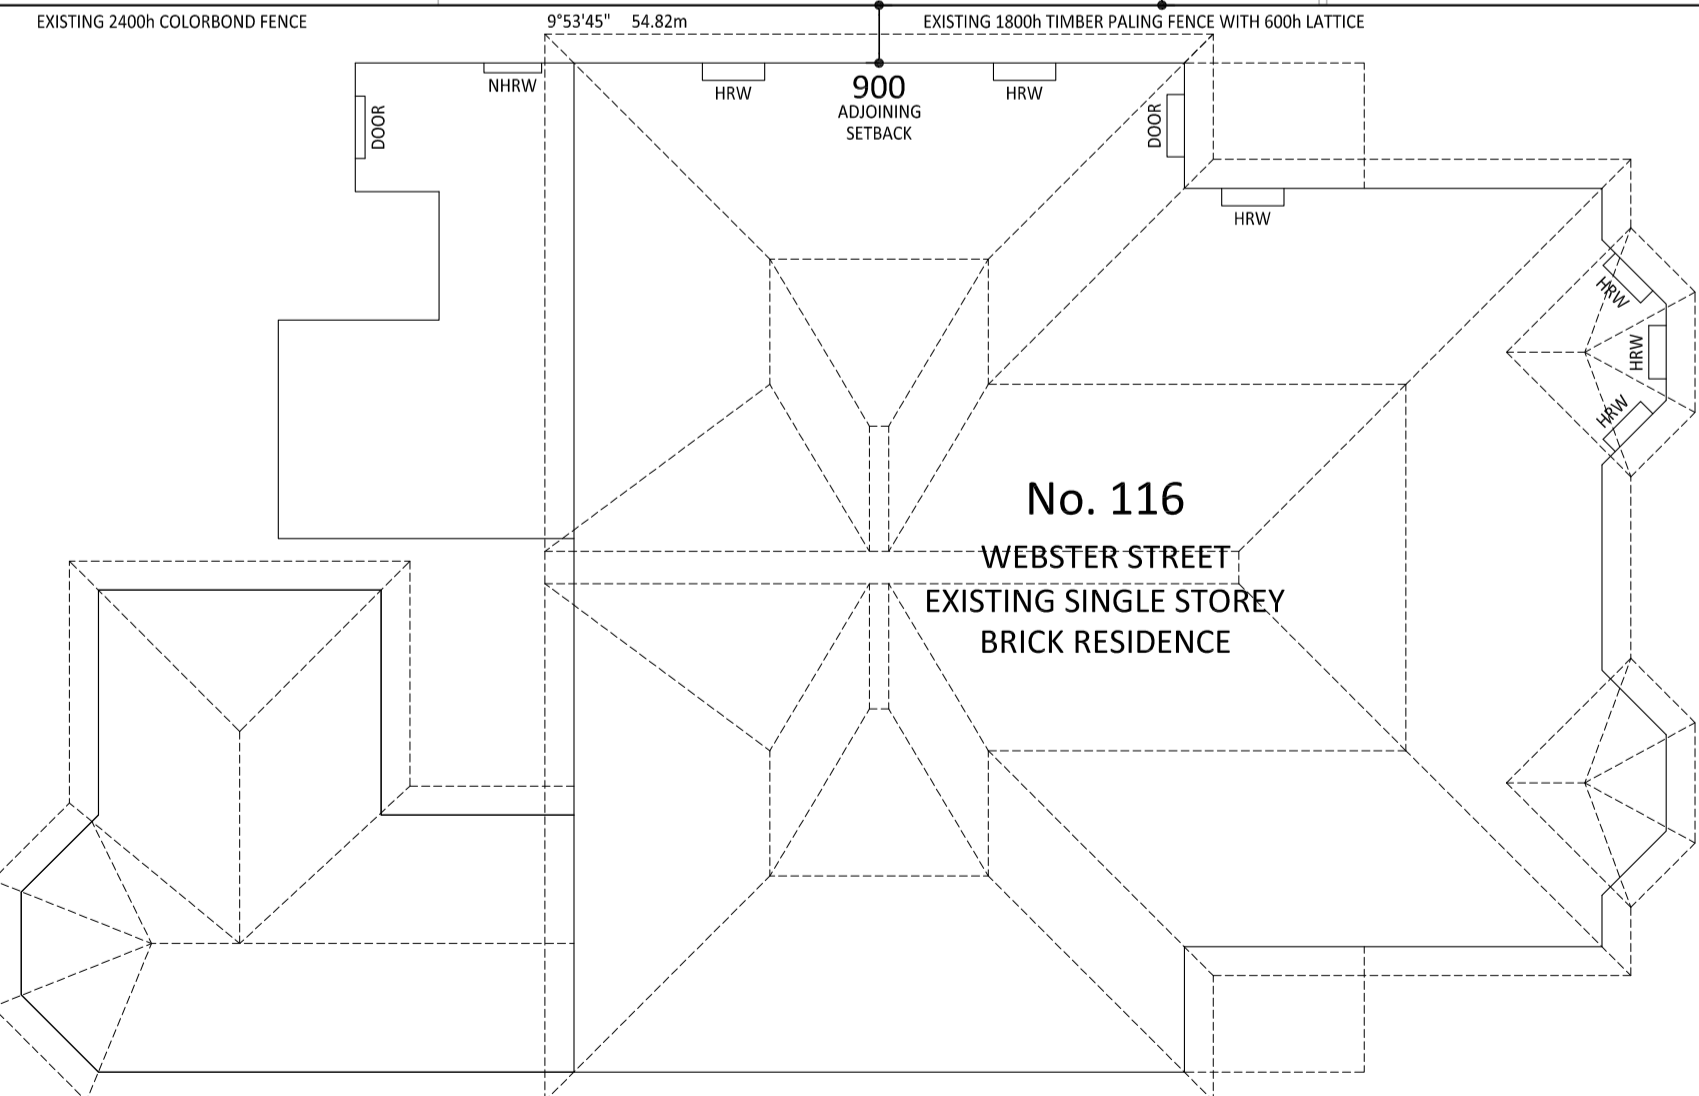 EXISTING 2400h COLORBOND FENCE
9°53'45" 54.82m
EXISTING 1800h TIMBER PALING FENCE WITH 600h LATTICE
NHRW
HRW
900
ADJOINING
SETBACK
HRW
DOOR
DOOR
HRW
HRW
HRW
HRW
No. 116
WEBSTER STREET
EXISTING SINGLE STOREY
BRICK RESIDENCE